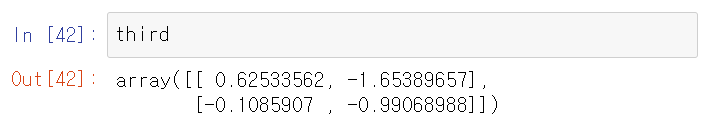 In [42]: third
Out[42]: array([[ 0.62533562, -1.65389657],
[-0.1085907 , -0.99068988]])